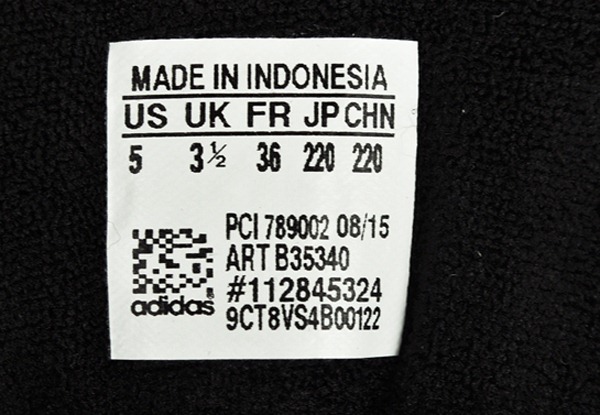 MADE IN INDONESIA
US UK FR JP CHN
5 3½ 36 220 220
PCI 789002 08/15
ART B35340
#112845324
9CT8VS4B00122
adidas